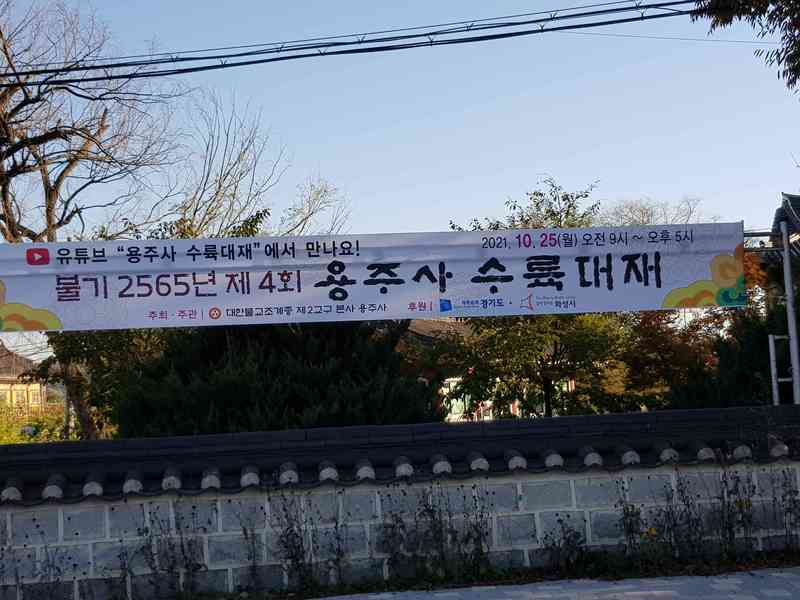 유튜브 "용주사 수륙대재"에서 만나요!
2021, 10. 25(월) 오전 9시 ~ 오후 5시
불기 2565년 제 4회 용주사 수륙대재
주최 · 주관 | 대한불교조계종 제2교구 본사 용주사 후원 | 경기도 · 화성시